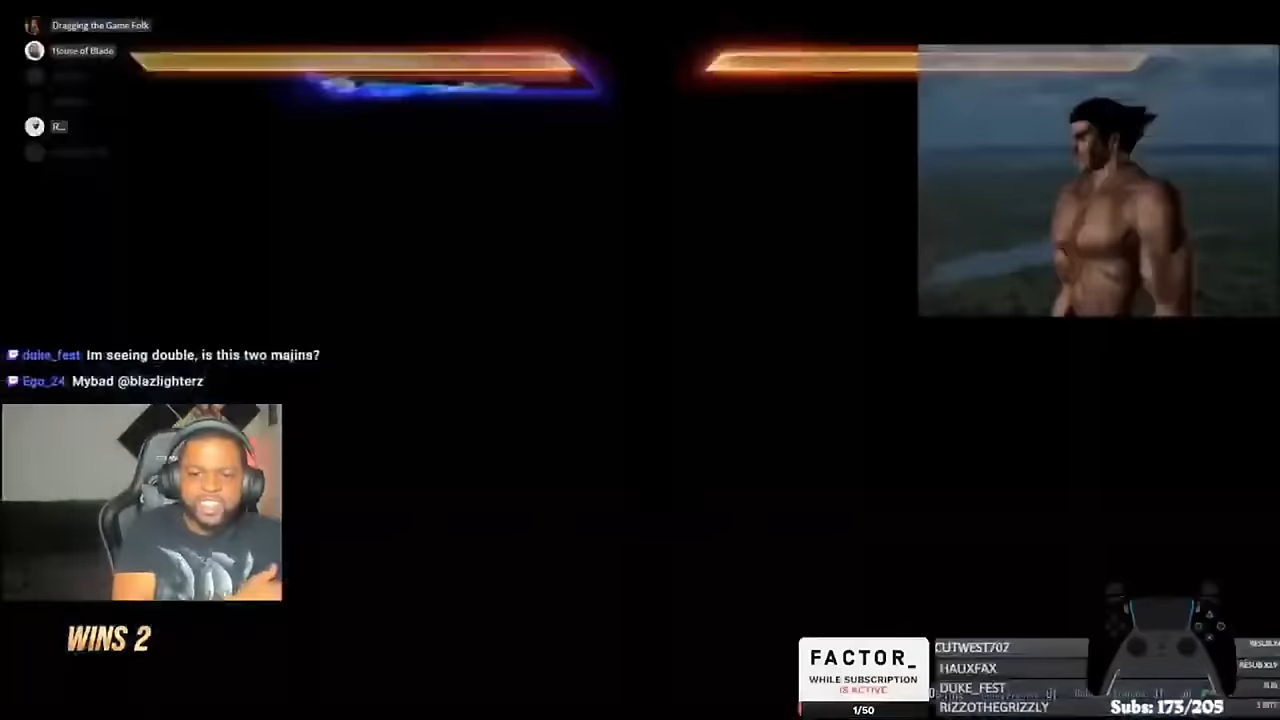 Dragging the Game Folk
House of Blade
R...
duke_fest Im seeing double, is this two majins?
Ego_24 Mybad @blazlighterz
WINS 2
FACTOR_
WHILE SUBSCRIPTION
IS ACTIVE
1/50
CUTWEST702
HAUXFAX
DUKE_FEST
RIZZOTHEGRIZZLY
Subs: 173/205